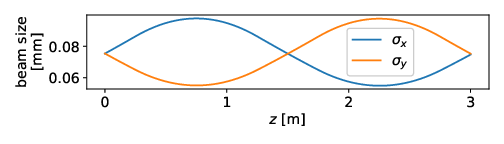 beam size
[mm]
0.08
0.06
σx
σy
0 1 2 3
z [m]